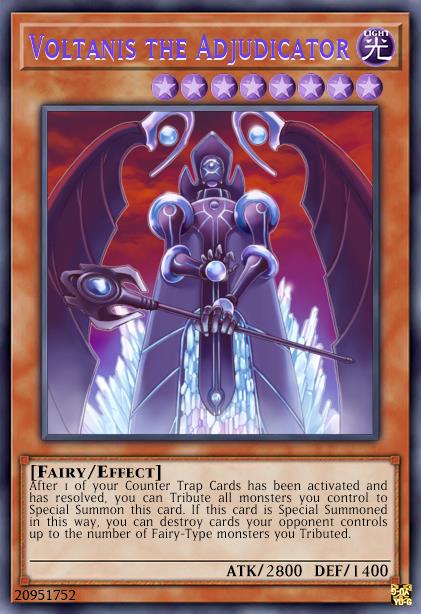 VOLTANIS THE ADJUDICATOR
LIGHT
光
[FAIRY/EFFECT]
After 1 of your Counter Trap Cards has been activated and
has resolved, you can Tribute all monsters you control to
Special Summon this card. If this card is Special Summoned
in this way, you can destroy cards your opponent controls
up to the number of Fairy-Type monsters you Tributed.
ATK/2800 DEF/1400
20951752